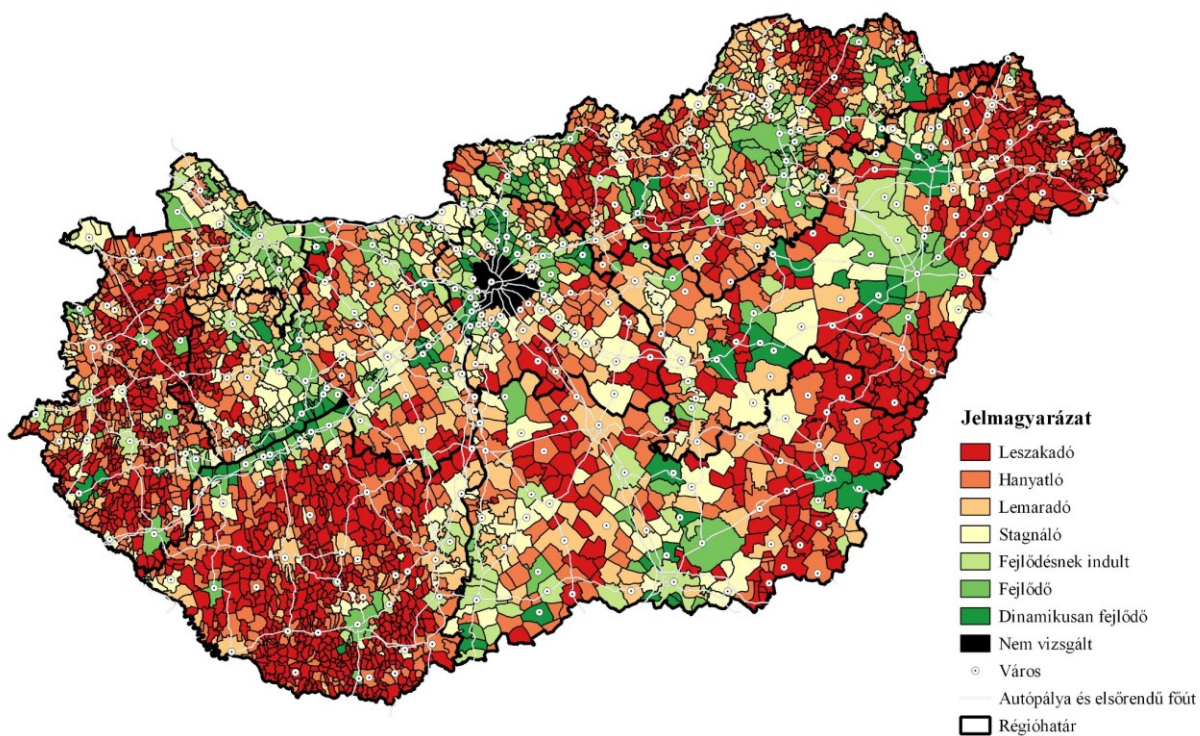 Jelmagyarázat
Leszakadó
Hanyatló
Lemaradó
Stagnáló
Fejlődésnek indult
Fejlődő
Dinamikusan fejlődő
Nem vizsgált
Város
Autópálya és elsőrendű főút
Régióhatár